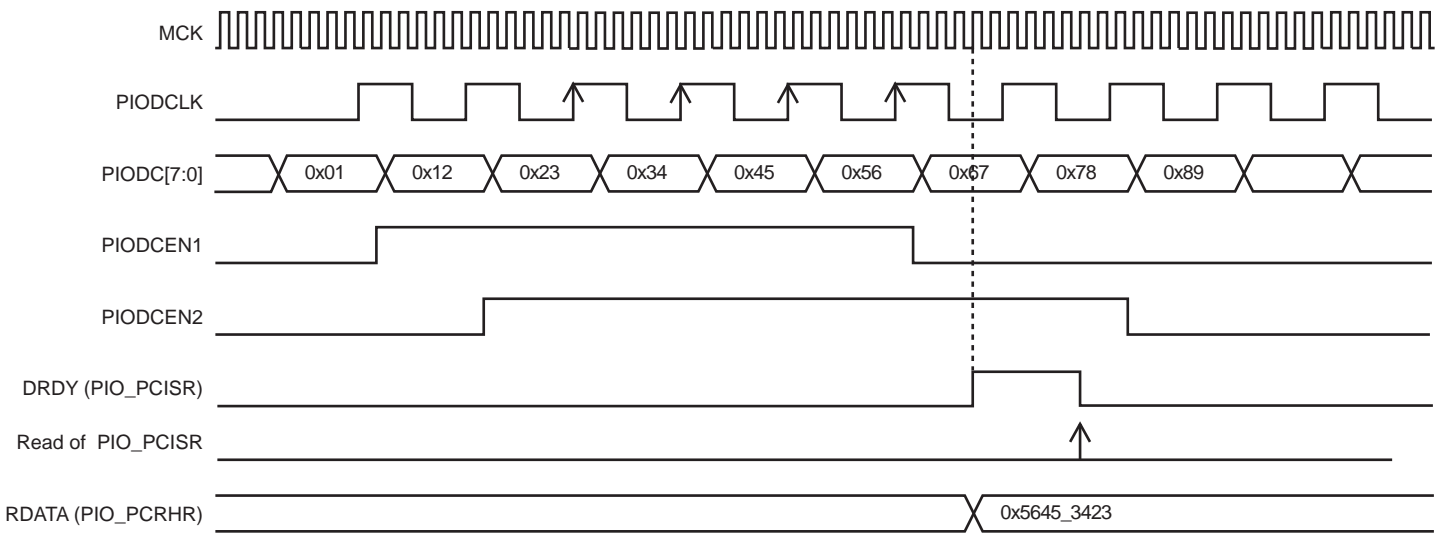 MCK
PIODCLK
PIODC[7:0] 0x01 0x12 0x23 0x34 0x45 0x56 0x67 0x78 0x89
PIODCEN1
PIODCEN2
DRDY (PIO_PCISR)
Read of PIO_PCISR
RDATA (PIO_PCRHR) 0x5645_3423